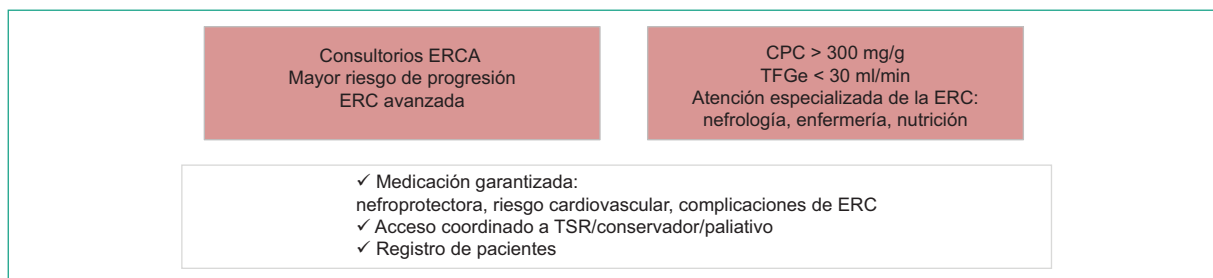 Consultorios ERCA
Mayor riesgo de progresión
ERC avanzada
CPC > 300 mg/g
TFGe < 30 ml/min
Atención especializada de la ERC:
nefrología, enfermería, nutrición
✓ Medicación garantizada:
nefroprotectora, riesgo cardiovascular, complicaciones de ERC
✓ Acceso coordinado a TSR/conservador/paliativo
✓ Registro de pacientes